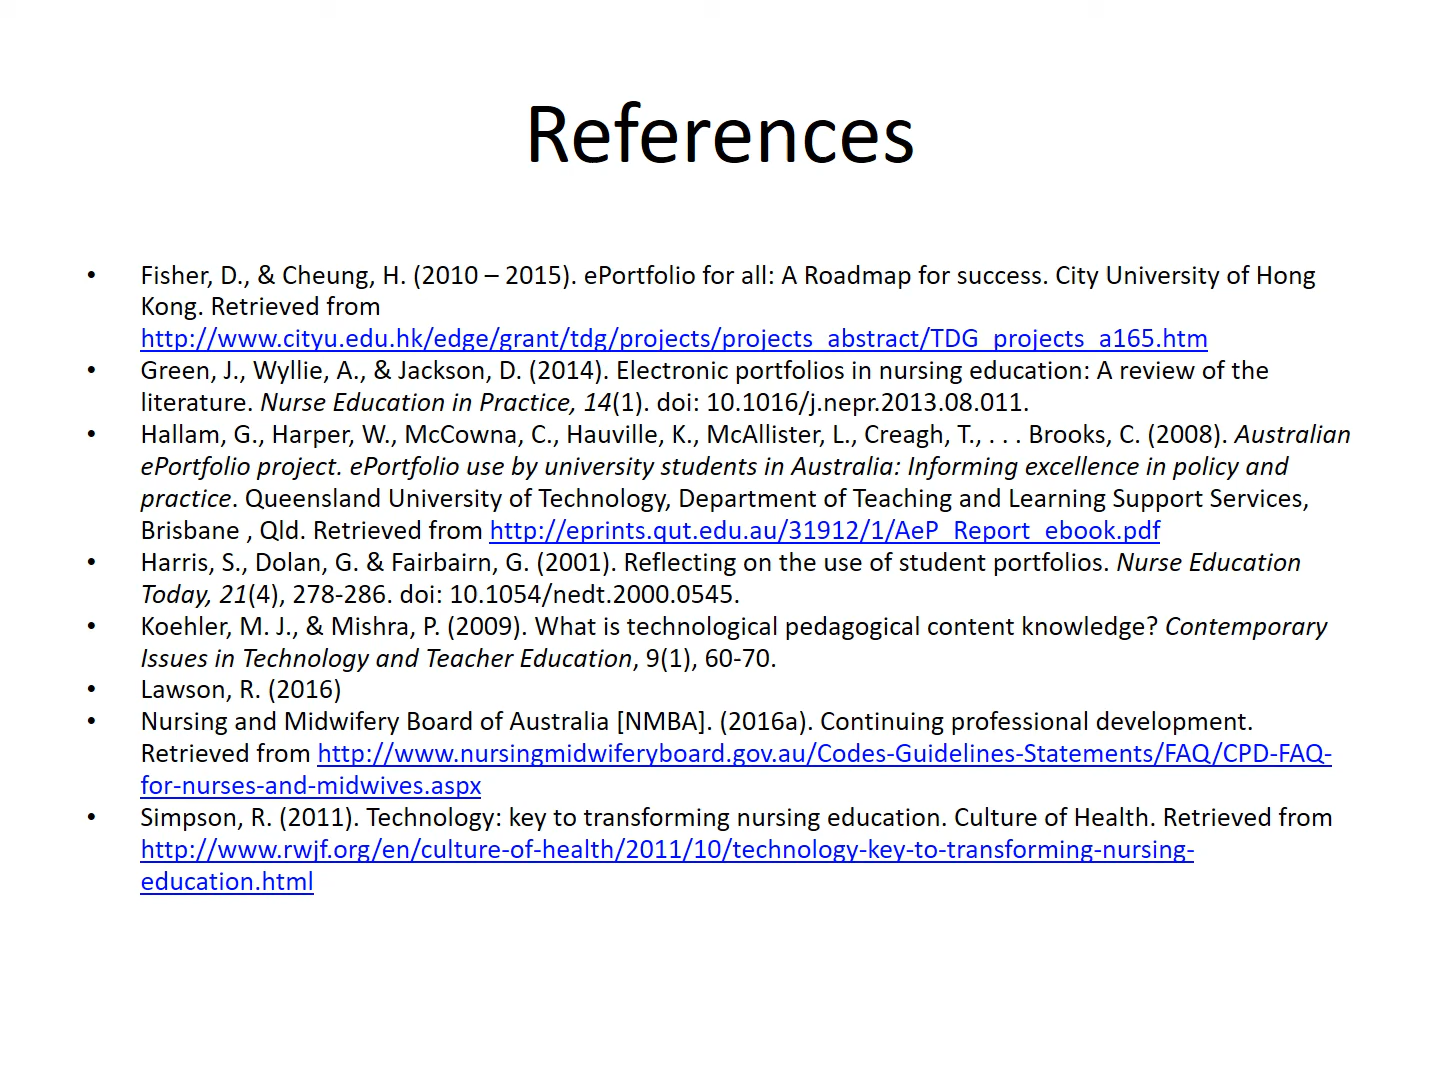 References
• Fisher, D., & Cheung, H. (2010 – 2015). ePortfolio for all: A Roadmap for success. City University of Hong
Kong. Retrieved from
http://www.cityu.edu.hk/edge/grant/tdg/projects/projects_abstract/TDG_projects_a165.htm
• Green, J., Wyllie, A., & Jackson, D. (2014). Electronic portfolios in nursing education: A review of the
literature. Nurse Education in Practice, 14(1). doi: 10.1016/j.nepr.2013.08.011.
• Hallam, G., Harper, W., McCowna, C., Hauville, K., McAllister, L., Creagh, T., . . . Brooks, C. (2008). Australian
ePortfolio project. ePortfolio use by university students in Australia: Informing excellence in policy and
practice. Queensland University of Technology, Department of Teaching and Learning Support Services,
Brisbane , Qld. Retrieved from http://eprints.qut.edu.au/31912/1/AeP_Report_ebook.pdf
• Harris, S., Dolan, G. & Fairbairn, G. (2001). Reflecting on the use of student portfolios. Nurse Education
Today, 21(4), 278-286. doi: 10.1054/nedt.2000.0545.
• Koehler, M. J., & Mishra, P. (2009). What is technological pedagogical content knowledge? Contemporary
Issues in Technology and Teacher Education, 9(1), 60-70.
• Lawson, R. (2016)
• Nursing and Midwifery Board of Australia [NMBA]. (2016a). Continuing professional development.
Retrieved from http://www.nursingmidwiferyboard.gov.au/Codes-Guidelines-Statements/FAQ/CPD-FAQ-
for-nurses-and-midwives.aspx
• Simpson, R. (2011). Technology: key to transforming nursing education. Culture of Health. Retrieved from
http://www.rwjf.org/en/culture-of-health/2011/10/technology-key-to-transforming-nursing-
education.html